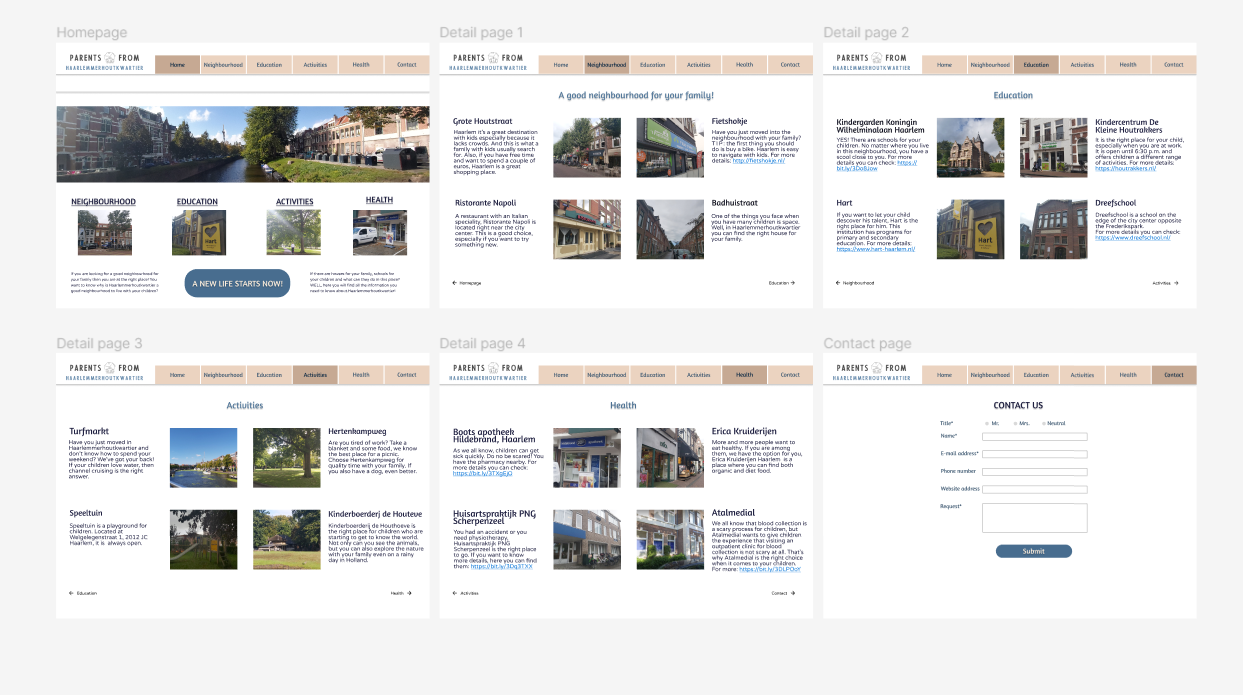 Homepage
PARENTS FROM
HAARLEMMERHOUTKWARTIER
Home
Neighbourhood
Education
Activities
Health
Contact
NEIGHBOURHOOD
EDUCATION
ACTIVITIES
HEALTH
Hart
If you are looking for a good neighbourhood for
your family then you are at the right place! You
want to know why is Haarlemmerhoutkwartier a
good neighbourhood to live with your children?
A NEW LIFE STARTS NOW!
If there are houses for your family, schools for
your children and what can they do in this place?
WELL, here you will find all the information you
need to know about Haarlemmerhoutkwartier!
Detail page 1
PARENTS FROM
HAARLEMMERHOUTKWARTIER
Home
Neighbourhood
Education
Activities
Health
Contact
A good neighbourhood for your family!
Grote Houtstraat
Haarlem it's a great destination
with kids especially because it
lacks crowds. And this is what a
family with kids usually search
for. Also, if you have free time
and want to spend a couple of
euros, Haarlem is a great
shopping place.
Fietshokje
Have you just moved into the
neighbourhood with your family?
T I P : the first thing you should
do is buy a bike. Haarlem is easy
to navigate with kids. For more
details: http://fietshokje.nl/
Ristorante Napoli
A restaurant with an Italian
speciality, Ristorante Napoli is
located right near the city
center. This is a good choice,
especially if you want to try
something new.
Badhuistraat
One of the things you face when
you have many children is space.
Well, in Haarlemmerhoutkwartier
you can find the right house for
your family.
← Homepage
Education →
Detail page 2
PARENTS FROM
HAARLEMMERHOUTKWARTIER
Home
Neighbourhood
Education
Activities
Health
Contact
Education
Kindergarden Koningin
Wilhelminalaan Haarlem
YES! There are schools for your
children. No matter where you live
in this neighbourhood, you have a
scool close to you. For more
details you can check: https://
bit.ly/3Do8Jow
Kindercentrum De
Kleine Houtrakkers
It is the right place for your child,
especially when you are at work.
It is open until 6:30 p.m. and
offers children a different range
of activities. For more details:
https://houtrakkers.nl/
Hart
If you want to let your child
discover his talent, Hart is the
right place for him. This
institution has programs for
primary and secondary
education. For more details:
https://www.hart-haarlem.nl/
Hart
Dreefschool
Dreefschool is a school on the
edge of the city center opposite
the Frederikspark.
For more details you can check:
https://www.dreefschool.nl/
← Neighbourhood
Activities →
Detail page 3
PARENTS FROM
HAARLEMMERHOUTKWARTIER
Home
Neighbourhood
Education
Activities
Health
Contact
Activities
Turfmarkt
Have you just moved in
Haarlemmerhoutkwartier and
don't know how to spend your
weekend? We've got your back!
If your children love water, then
channel cruising is the right
answer.
Hertenkampweg
Are you tired of work? Take a
blanket and some food, we know
the best place for a picnic.
Choose Hertenkampweg for
quality time with your family. If
you also have a dog, even better.
Speeltuin
Speeltuin is a playground for
children. Located at
Welgelegenstraat 1, 2012 JC
Haarlem, it is always open.
Kinderboerderij de Houteve
Kinderboerderij de Houthoeve is
the right place for children who are
starting to get to know the world.
Not only can you see the animals,
but you can also explore the nature
with your family even on a rainy
day in Holland.
← Education
Health →
Detail page 4
PARENTS FROM
HAARLEMMERHOUTKWARTIER
Home
Neighbourhood
Education
Activities
Health
Contact
Health
Boots apotheek
Hildebrand, Haarlem
As we all know, children can get
sick quickly. Do no be scared! You
have the pharmacy nearby. For
more details you can check:
https://bit.ly/3TXgEjQ
Erica Kruiderijen
More and more people want to
eat healthy. If you are among
them, we have the option for you,
Erica Kruiderijen Haarlem is a
place where you can find both
organic and diet food.
Huisartspraktijk PNG
Scherpenzeel
You had an accident or you
need physiotherapy,
Huisartspraktijk PNG
Scherpenzeel is the right place
to go. If you want to know
more details, here you can find
them: https://bit.ly/3Dq3TXX
Atalmedial
We all know that blood collection is
a scary process for children, but
Atalmedial wants to give children
the experience that visiting an
outpatient clinic for blood
collection is not scary at all. That's
why Atalmedial is the right choice
when it comes to your children.
For more: https://bit.ly/3DLPOoY
← Activities
Contact →
Contact page
PARENTS FROM
HAARLEMMERHOUTKWARTIER
Home
Neighbourhood
Education
Activities
Health
Contact
CONTACT US
Title* Mr. Mrs. Neutral
Name*
E-mail address*
Phone number
Website address
Request*
Submit